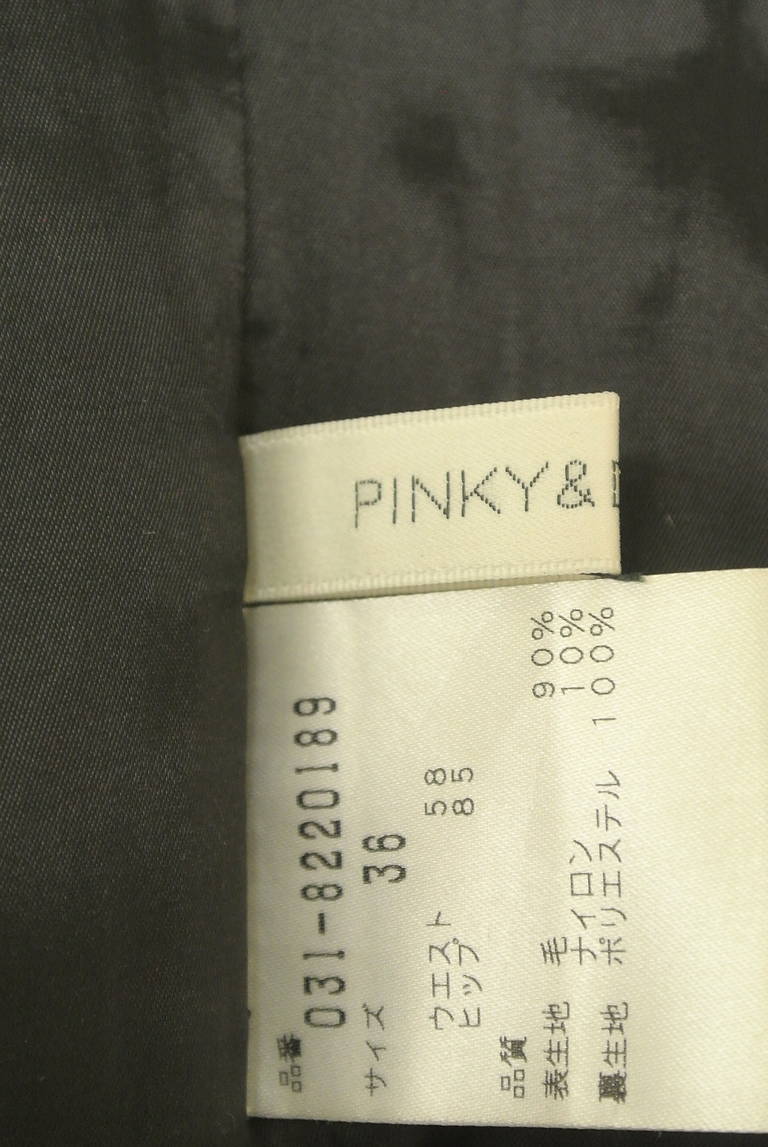 PINKY&
品番 031-8220189
サイズ 36
ウエスト 58
ヒップ 85
品質
表生地 毛 90%
ナイロン 10%
裏生地 ポリエステル 100%